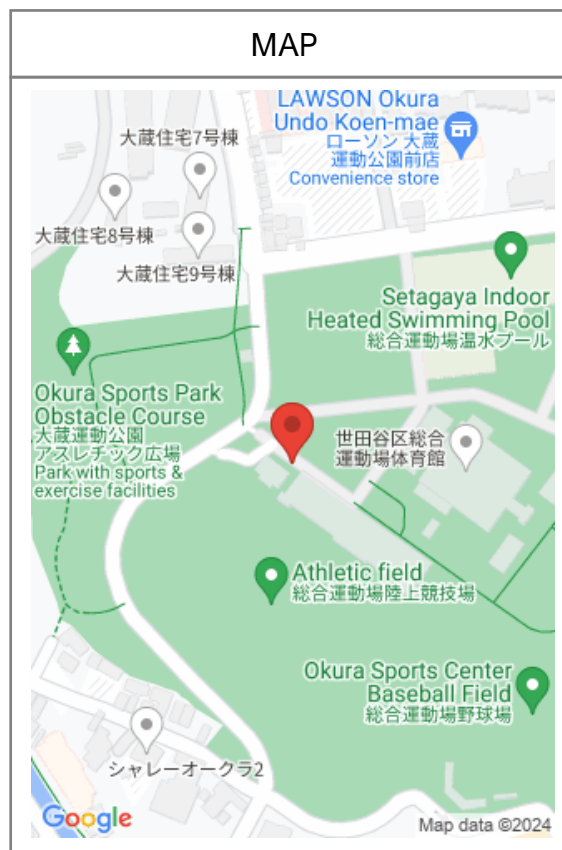 MAP
LAWSON Okura
Undo Koen-mae
ローソン 大蔵
運動公園前店
Convenience store
大蔵住宅7号棟
大蔵住宅8号棟
大蔵住宅9号棟
Setagaya Indoor
Heated Swimming Pool
総合運動場温水プール
Okura Sports Park
Obstacle Course
大蔵運動公園
アスレチック広場
Park with sports &
exercise facilities
世田谷区総合
運動場体育館
Athletic field
総合運動場陸上競技場
Okura Sports Center
Baseball Field
総合運動場野球場
シャレーオークラ2
Google
Map data ©2024